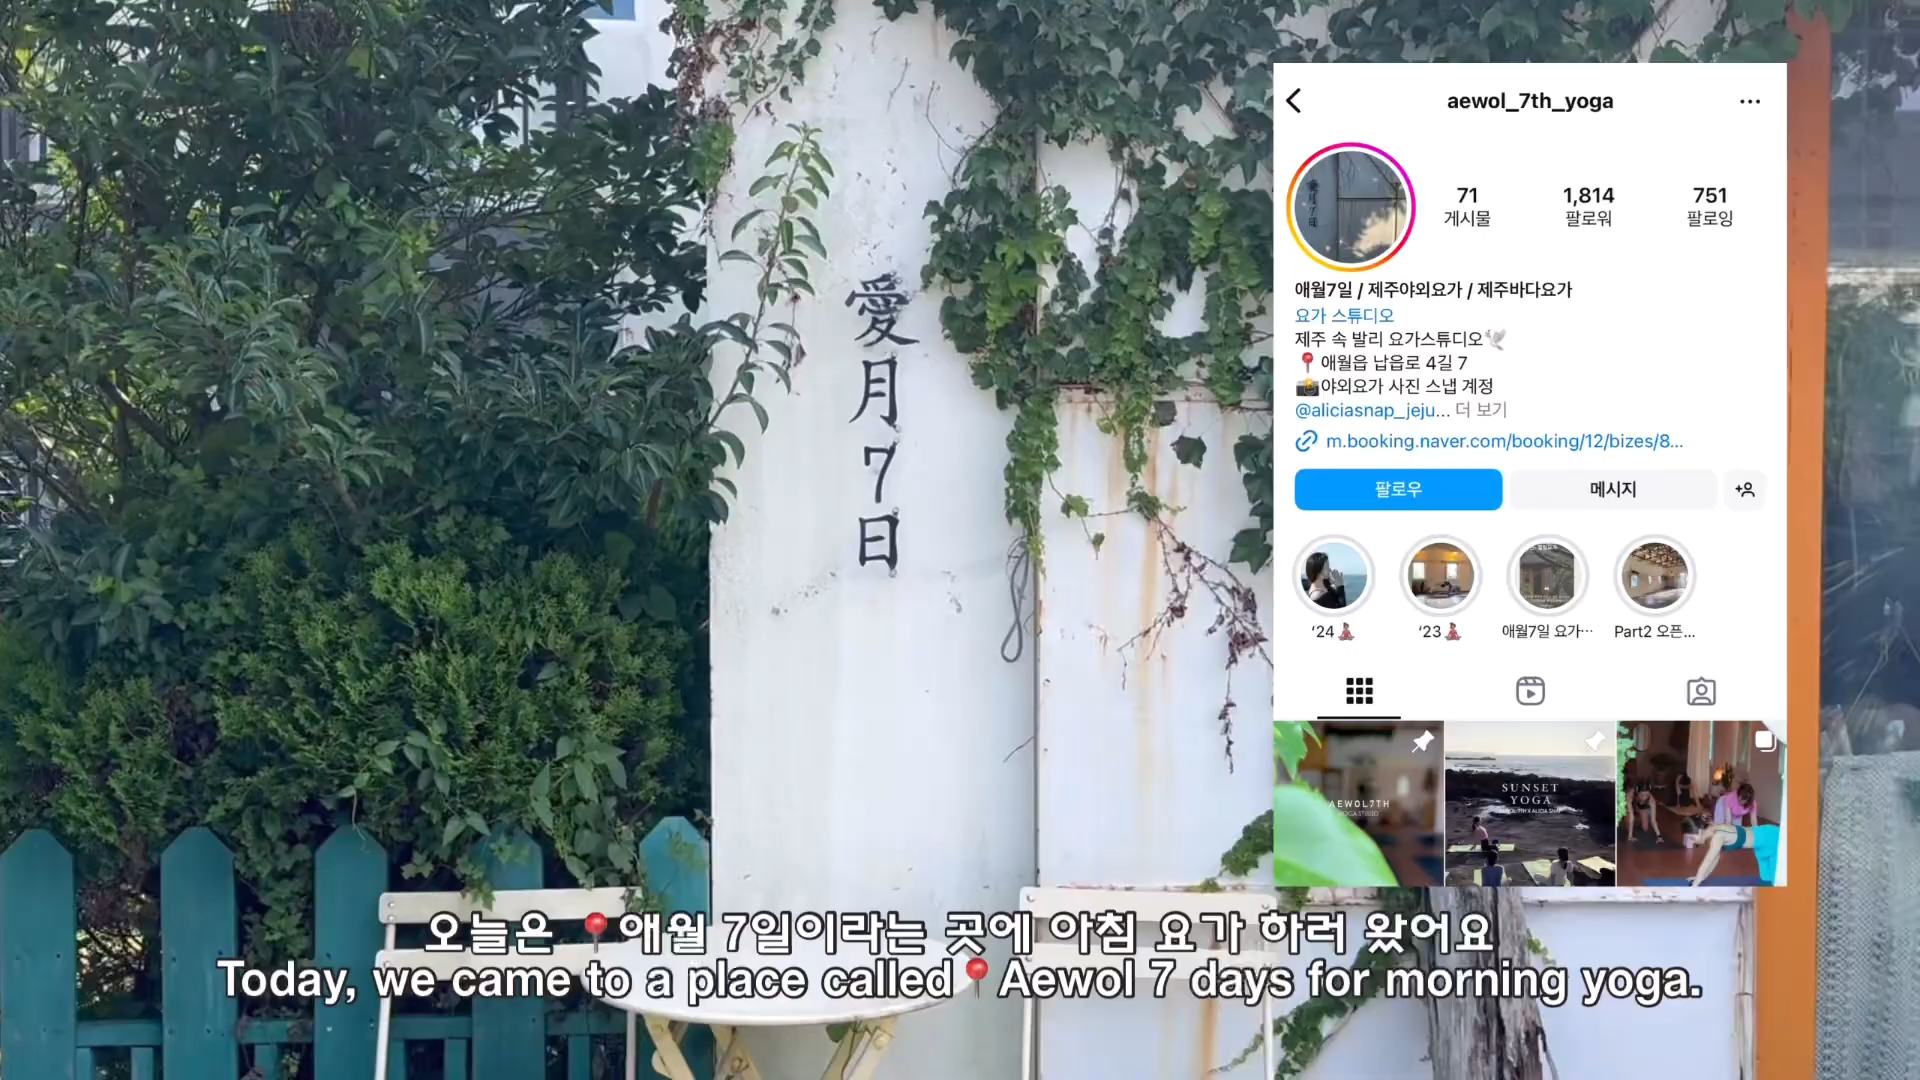 愛月7日
aewol_7th_yoga
71
게시물
1,814
팔로워
751
팔로잉
애월7일 / 제주야외요가 / 제주바다요가
요가 스튜디오
제주 속 발리 요가스튜디오🕊️
📍애월읍 납읍로 4길 7
📸야외요가 사진 스냅 계정
@aliciasnap_jeju... 더 보기
m.booking.naver.com/booking/12/bizes/8...
팔로우
메시지
‘24🧘
‘23🧘
애월7일 요가...
Part2 오픈...
AEWOL7TH
YOGA STUDIO
SUNSET
YOGA
오늘은 📍애월 7일이라는 곳에 아침 요가 하러 왔어요
Today, we came to a place called📍Aewol 7 days for morning yoga.